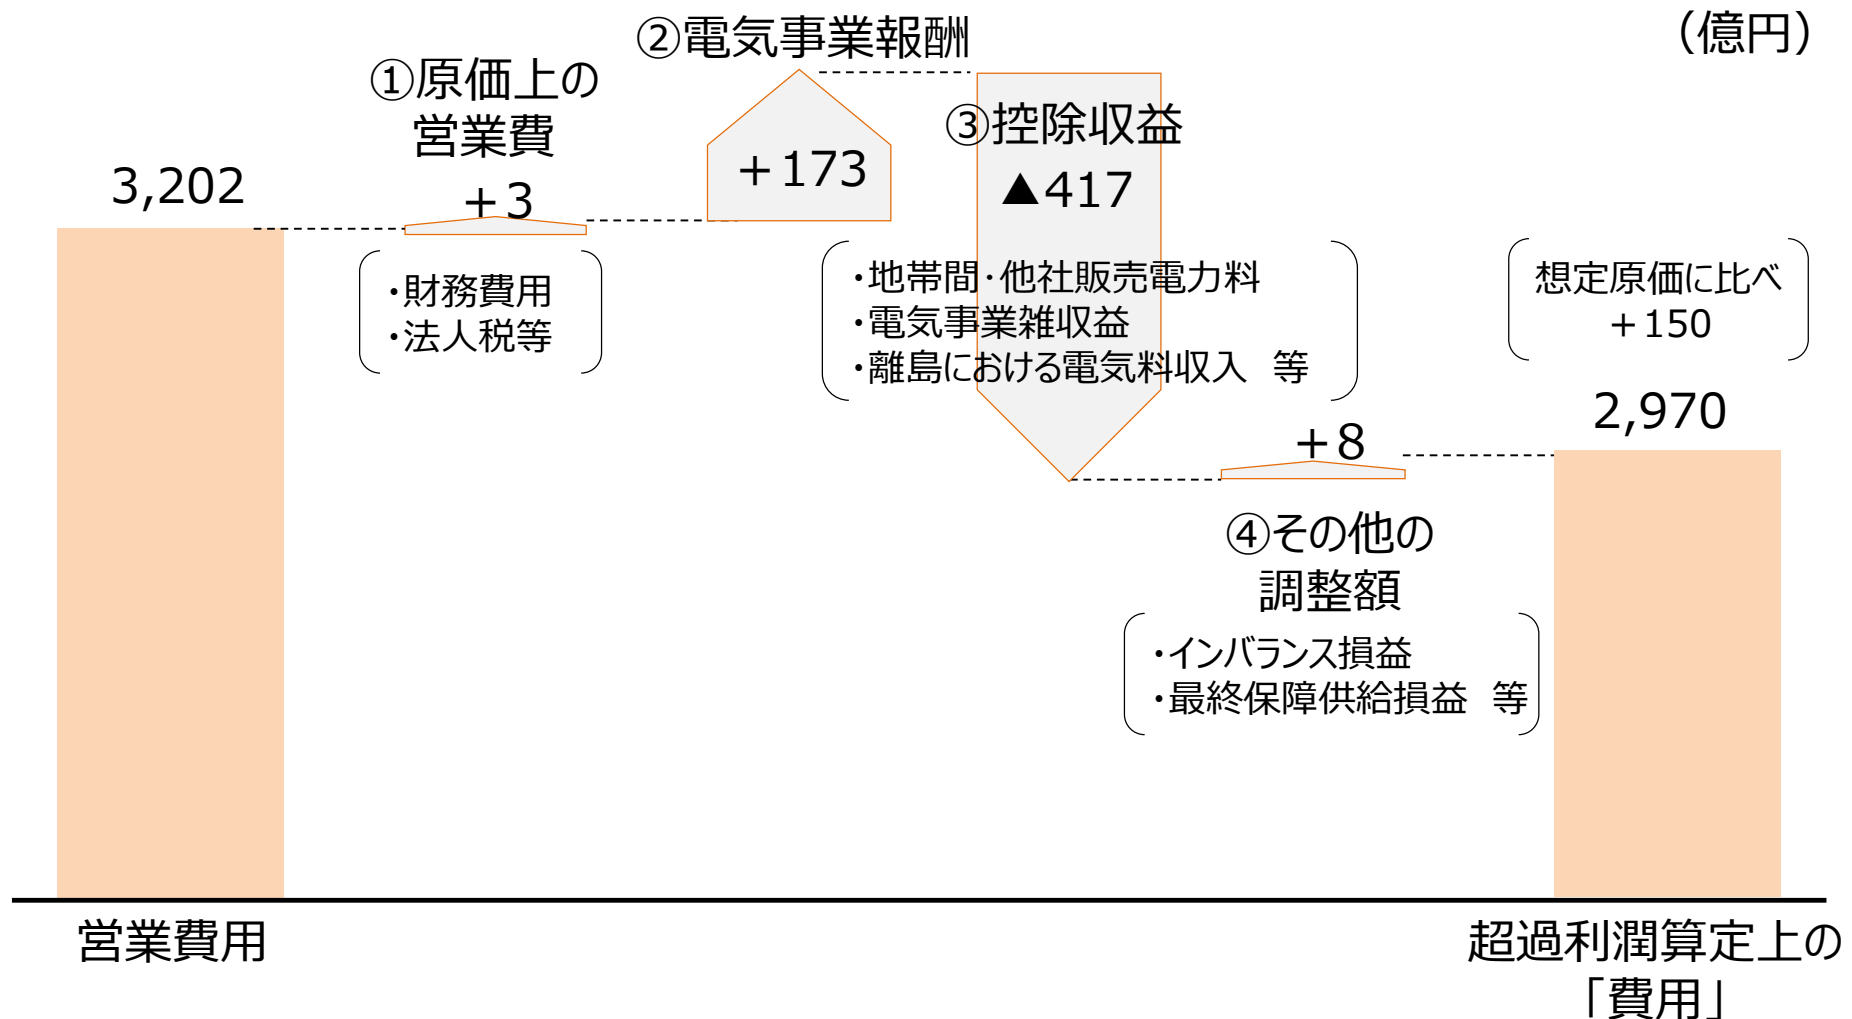 （億円）
②電気事業報酬
①原価上の
営業費
＋3
3,202
＋173
③控除収益
▲417
・財務費用
・法人税等
・地帯間・他社販売電力料
・電気事業雑収益
・離島における電気料収入　等
想定原価に比べ
＋150
2,970
＋8
④その他の
調整額
・インバランス損益
・最終保障供給損益　等
営業費用
超過利潤算定上の
「費用」